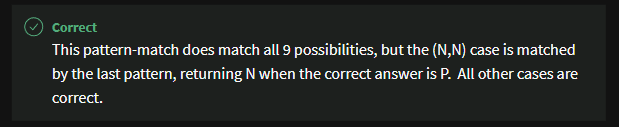 Correct
This pattern-match does match all 9 possibilities, but the (N,N) case is matched
by the last pattern, returning N when the correct answer is P.  All other cases are
correct.